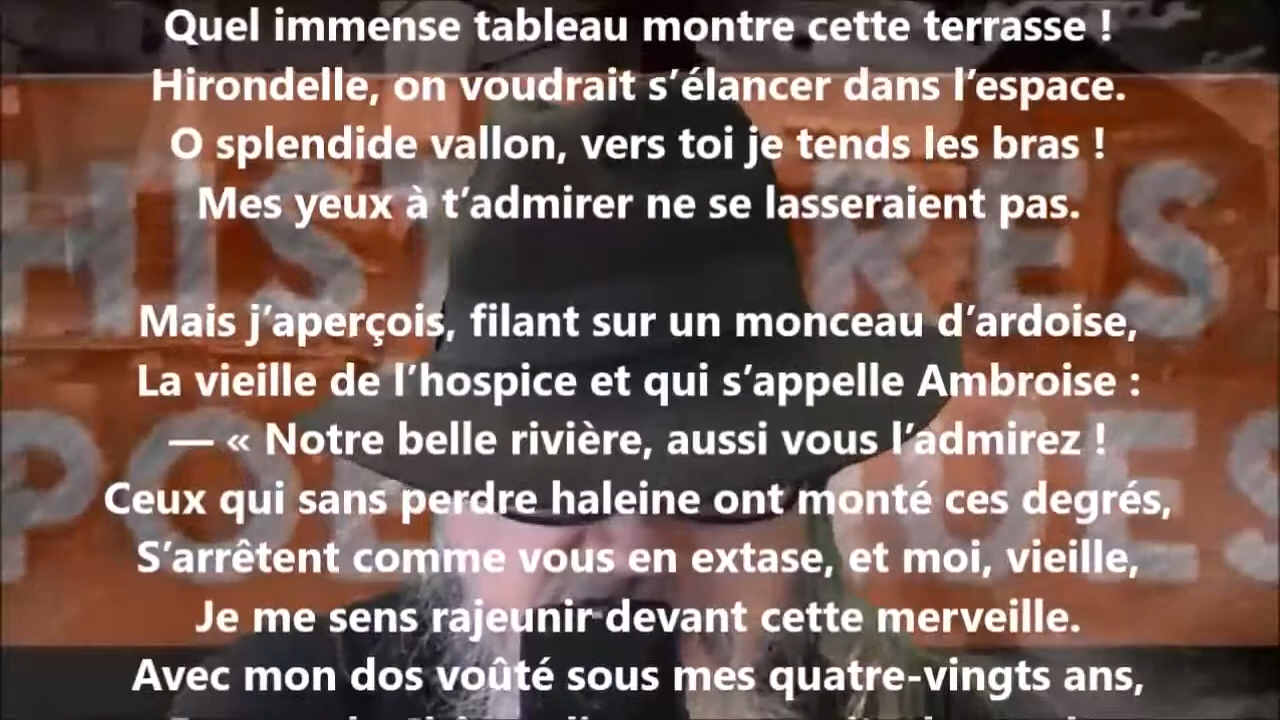 Quel immense tableau montre cette terrasse !
Hirondelle, on voudrait s’élancer dans l’espace.
O splendide vallon, vers toi je tends les bras !
Mes yeux à t’admirer ne se lasseraient pas.
Mais j’aperçois, filant sur un monceau d’ardoise,
La vieille de l’hospice et qui s’appelle Ambroise :
— « Notre belle rivière, aussi vous l’admirez !
Ceux qui sans perdre haleine ont monté ces degrés,
S’arrêtent comme vous en extase, et moi, vieille,
Je me sens rajeunir devant cette merveille.
Avec mon dos voûté sous mes quatre-vingts ans,